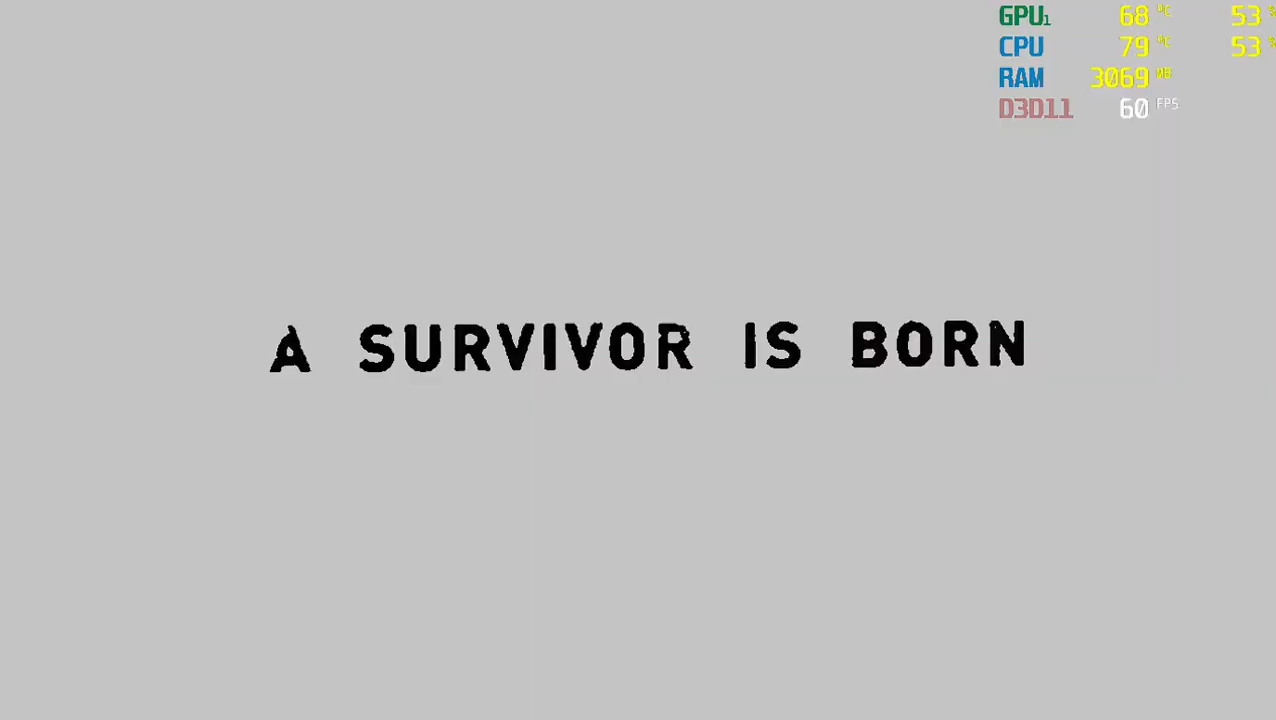 GPU1 68 °C 53 %
CPU 79 °C 53 %
RAM 3069 MB
D3D11 60 FPS
A SURVIVOR IS BORN